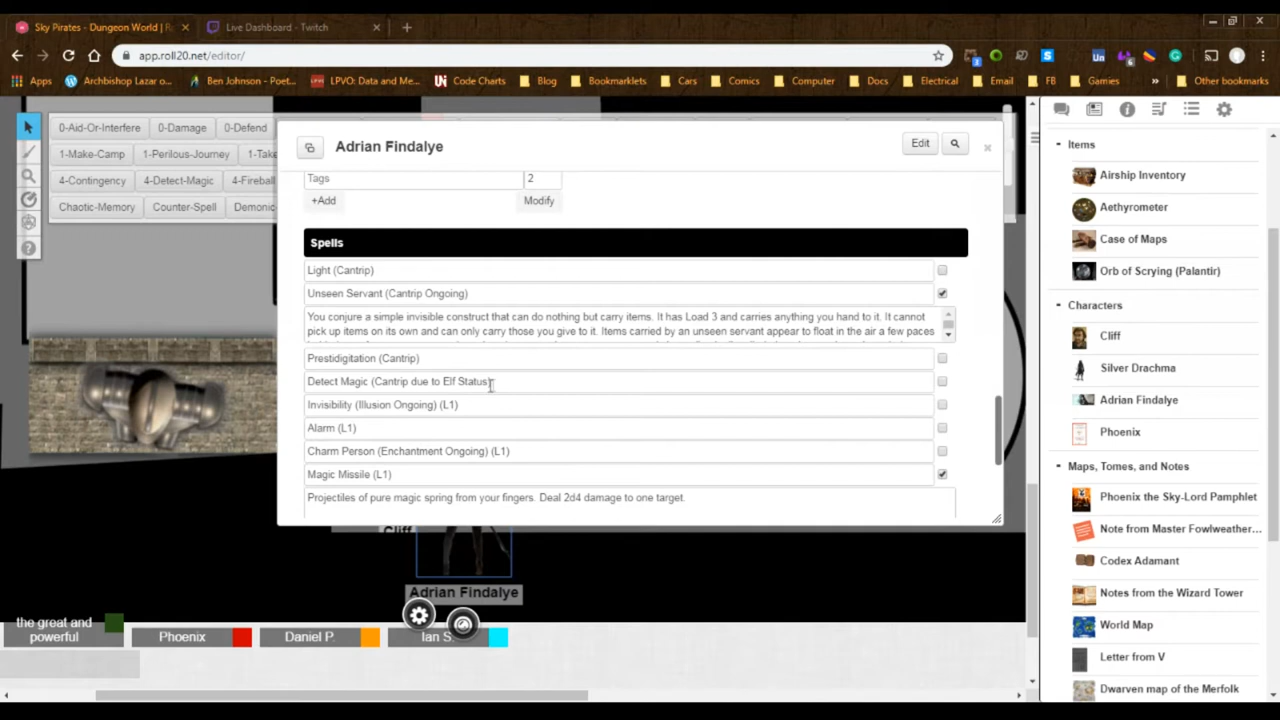 Sky Pirates - Dungeon World | R
Live Dashboard - Twitch
app.roll20.net/editor/
Apps
Archbishop Lazar o...
Ben Johnson - Poet...
LPVO: Data and Me...
Code Charts
Blog
Bookmarklets
Cars
Comics
Computer
Docs
Electrical
Email
FB
Games
»
Other bookmarks
0-Aid-Or-Interfere
0-Damage
0-Defend
1-Make-Camp
1-Perilous-Journey
1-Take
4-Contingency
4-Detect-Magic
4-Fireball
Chaotic-Memory
Counter-Spell
Demonic
Adrian Findalye
Edit
Tags
2
+Add
Modify
Spells
Light (Cantrip)
Unseen Servant (Cantrip Ongoing)
You conjure a simple invisible construct that can do nothing but carry items. It has Load 3 and carries anything you hand to it. It cannot
pick up items on its own and can only carry those you give to it. Items carried by an unseen servant appear to float in the air a few paces
Prestidigitation (Cantrip)
Detect Magic (Cantrip due to Elf Status)
Invisibility (Illusion Ongoing) (L1)
Alarm (L1)
Charm Person (Enchantment Ongoing) (L1)
Magic Missile (L1)
Projectiles of pure magic spring from your fingers. Deal 2d4 damage to one target.
Cliff
Adrian Findalye
the great and
powerful
Phoenix
Daniel P.
Ian S.
Items
Airship Inventory
Aethyrometer
Case of Maps
Orb of Scrying (Palantir)
Characters
Cliff
Silver Drachma
Adrian Findalye
Phoenix
Maps, Tomes, and Notes
Phoenix the Sky-Lord Pamphlet
Note from Master Fowlweather...
Codex Adamant
Notes from the Wizard Tower
World Map
Letter from V
Dwarven map of the Merfolk